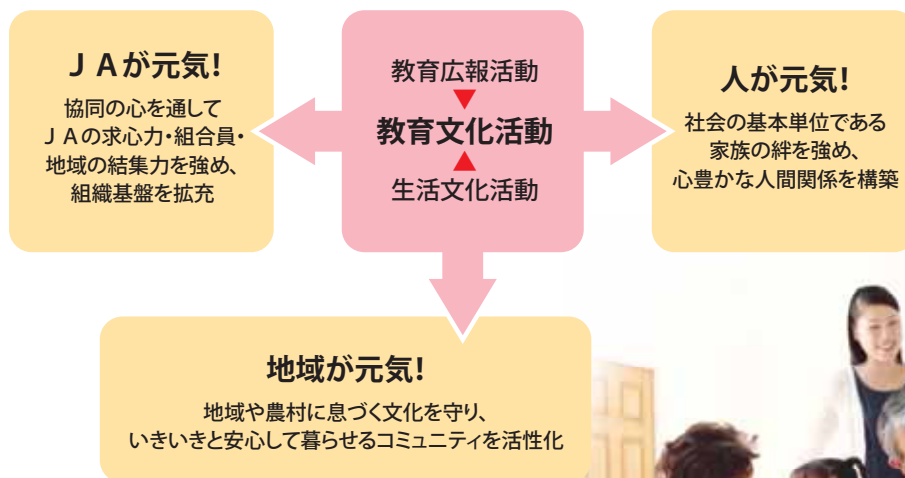 ＪＡが元気！
協同の心を通して
ＪＡの求心力・組合員・
地域の結集力を強め、
組織基盤を拡充
教育広報活動
▼
教育文化活動
▲
生活文化活動
人が元気！
社会の基本単位である
家族の絆を強め、
心豊かな人間関係を構築
地域が元気！
地域や農村に息づく文化を守り、
いきいきと安心して暮らせるコミュニティを活性化